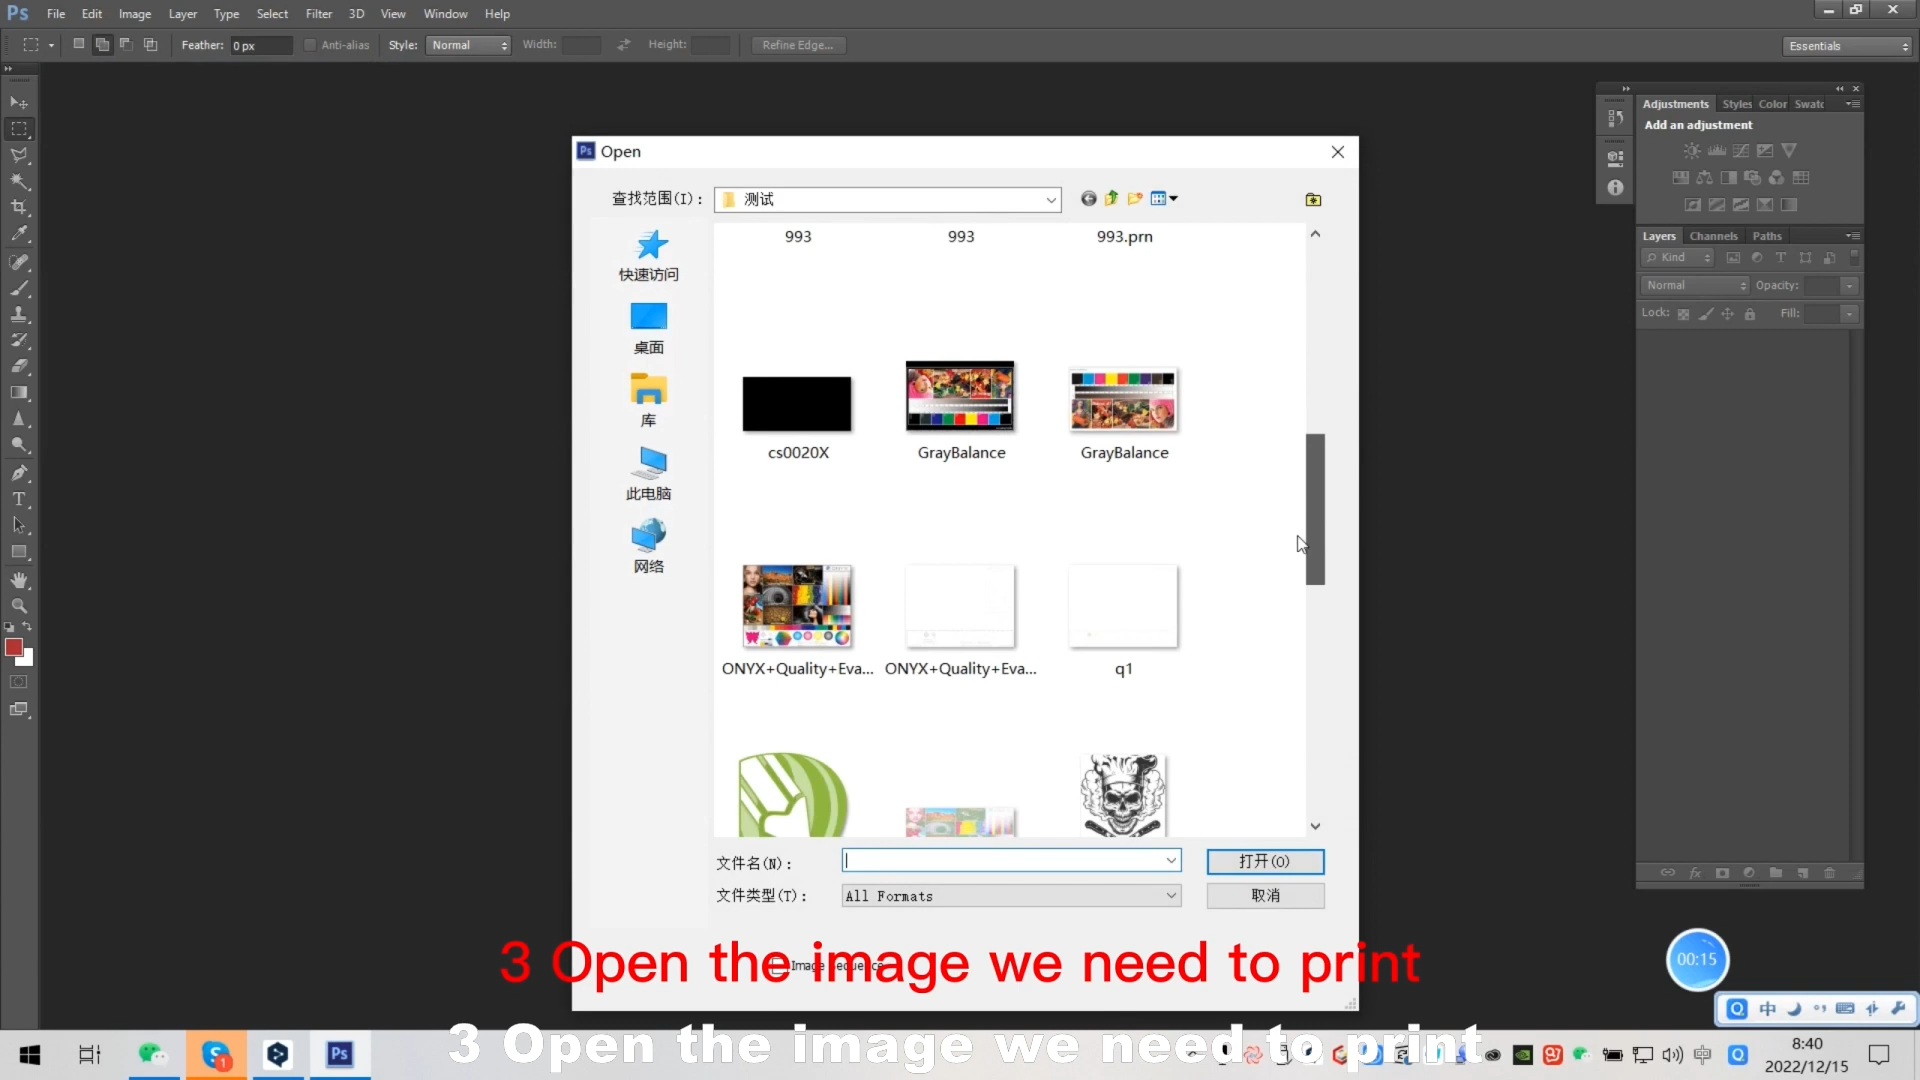 Ps File Edit Image Layer Type Select Filter 3D View Window Help
Feather: 0 px Anti-alias Style: Normal Width: Height: Refine Edge... Essentials
Adjustments Styles Color Swatc
Add an adjustment
Ps Open
查找范围(I): 测试
993 993 993.prn
快速访问
桌面
库
此电脑
网络
cs0020X GrayBalance GrayBalance
ONYX+Quality+Eva... ONYX+Quality+Eva... q1
文件名(N): 打开(O)
文件类型(T): All Formats 取消
Layers Channels Paths
Kind
Normal Opacity:
Lock: Fill:
3 Open the image we need to print
Image Sequence
00:15
中
3 Open the image we need to print
8:40
2022/12/15